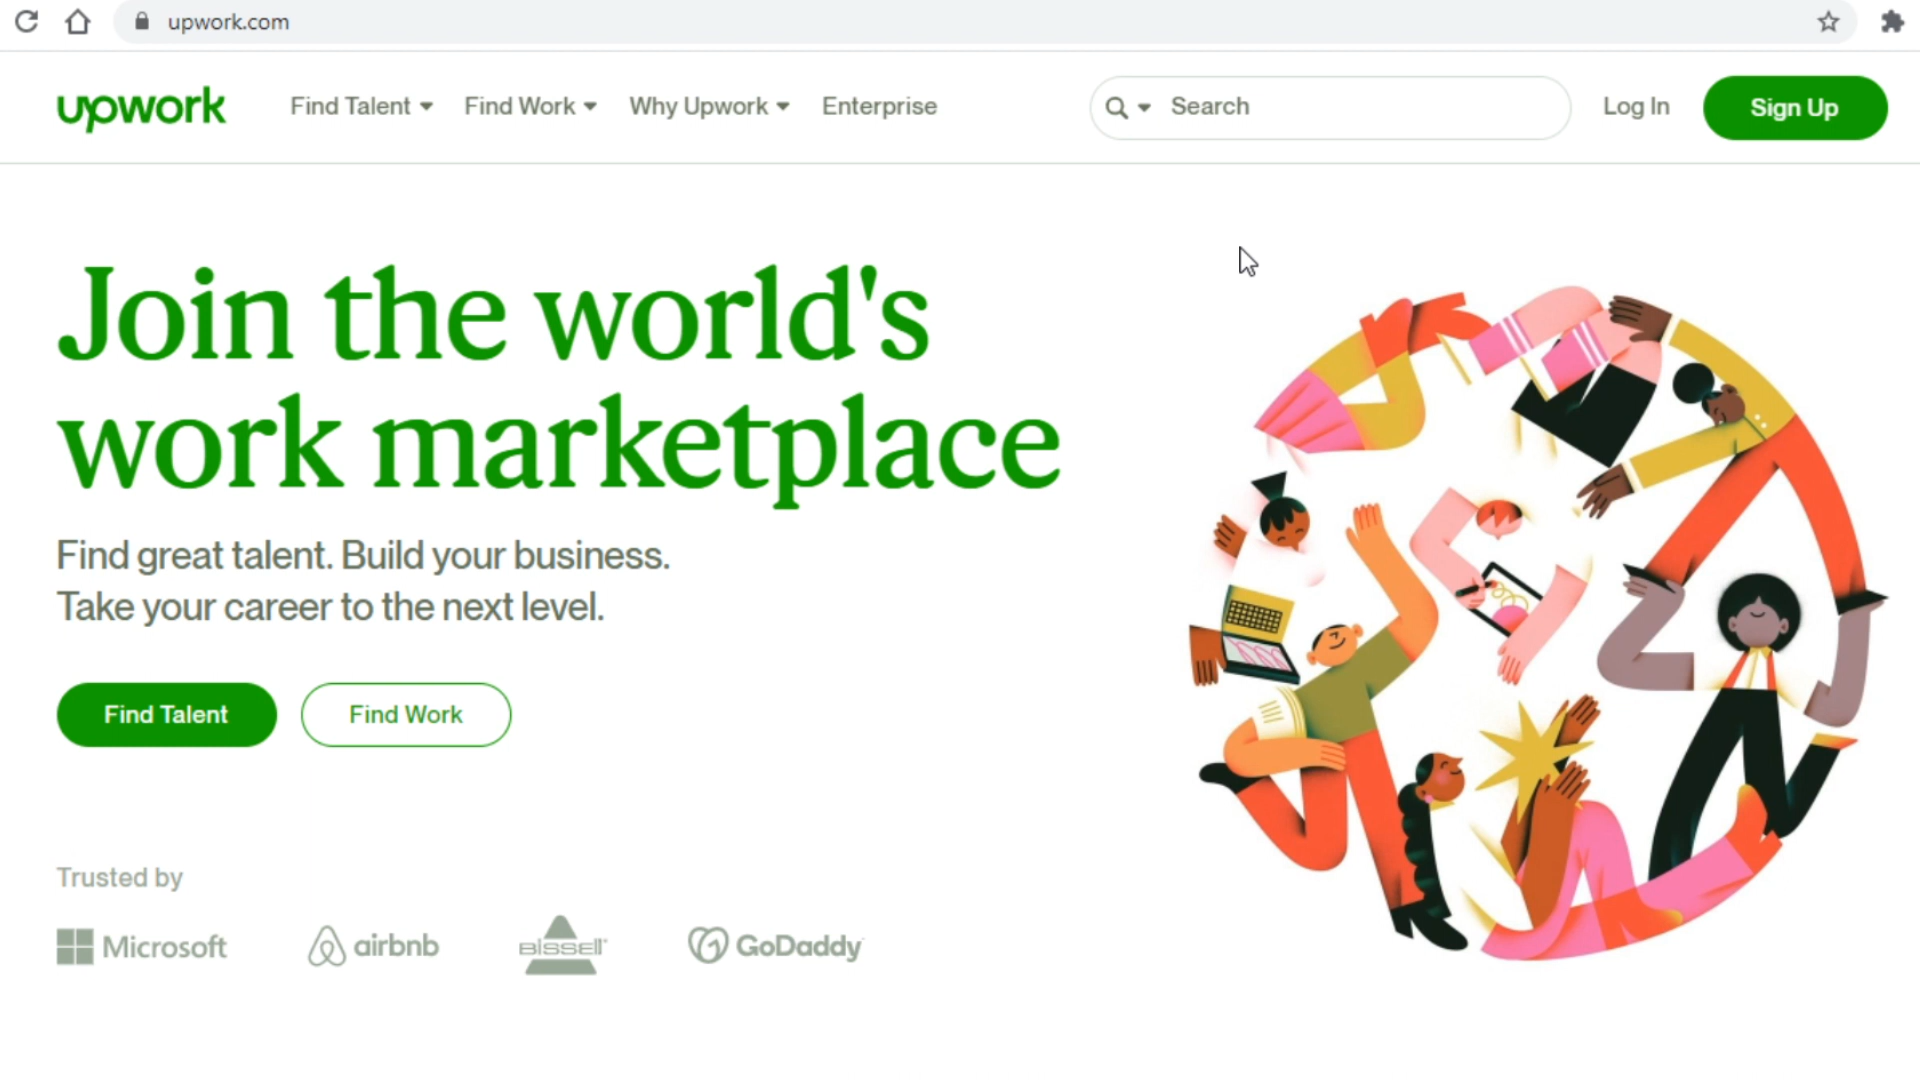 upwork.com
upwork Find Talent Find Work Why Upwork Enterprise Search Log In Sign Up
Join the world's
work marketplace
Find great talent. Build your business.
Take your career to the next level.
Find Talent Find Work
Trusted by
Microsoft airbnb BISSELL GoDaddy